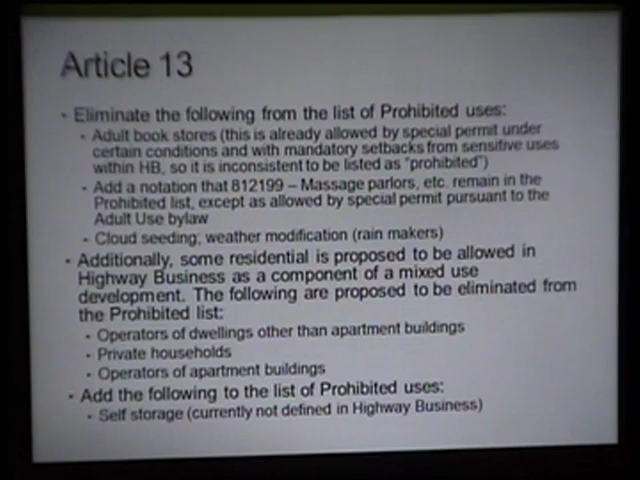 Article 13
• Eliminate the following from the list of Prohibited uses:
• Adult book stores (this is already allowed by special permit under
certain conditions and with mandatory setbacks from sensitive uses
within HB, so it is inconsistent to be listed as "prohibited")
• Add a notation that 812199 – Massage parlors, etc. remain in the
Prohibited list, except as allowed by special permit pursuant to the
Adult Use bylaw
• Cloud seeding; weather modification (rain makers)
• Additionally, some residential is proposed to be allowed in
Highway Business as a component of a mixed use
development. The following are proposed to be eliminated from
the Prohibited list:
• Operators of dwellings other than apartment buildings
• Private households
• Operators of apartment buildings
• Add the following to the list of Prohibited uses:
• Self storage (currently not defined in Highway Business)